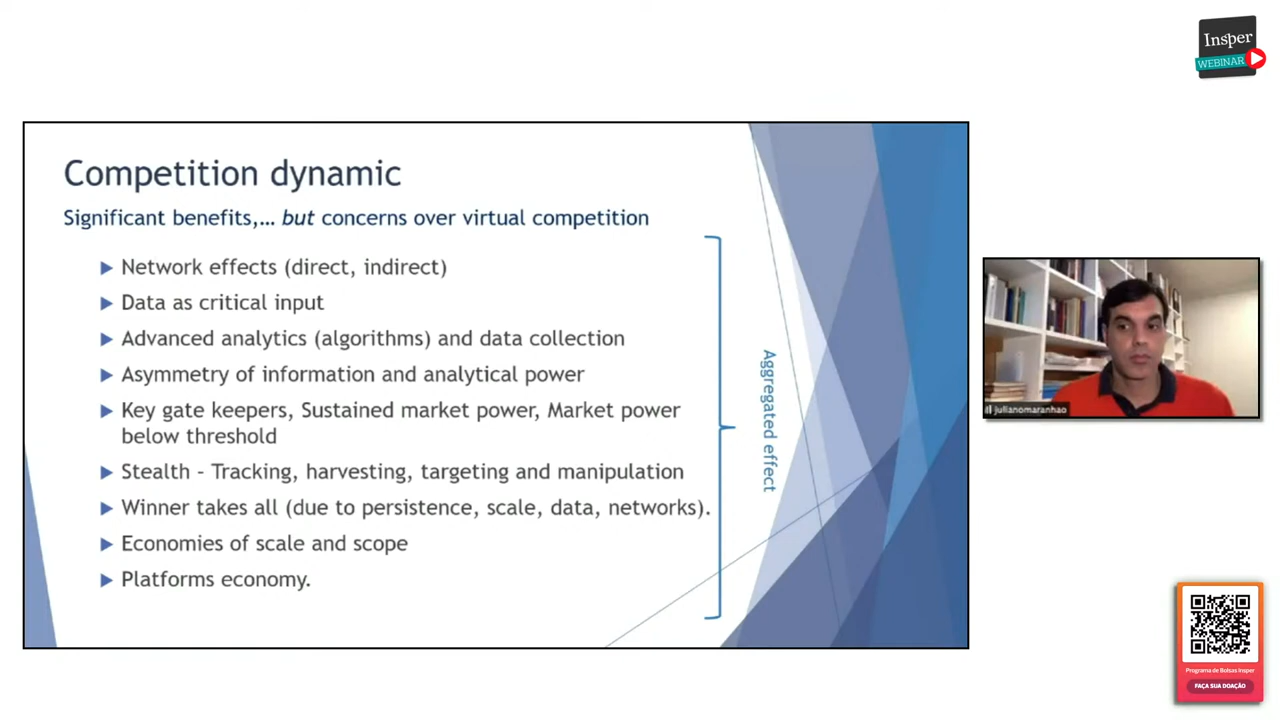 Insper
WEBINAR
Competition dynamic
Significant benefits,… but concerns over virtual competition
Network effects (direct, indirect)
Data as critical input
Advanced analytics (algorithms) and data collection
Asymmetry of information and analytical power
Key gate keepers, Sustained market power, Market power
below threshold
Stealth – Tracking, harvesting, targeting and manipulation
Winner takes all (due to persistence, scale, data, networks).
Economies of scale and scope
Platforms economy.
Aggregated effect
julianomaranhao
Programa de Bolsas Insper
FAÇA SUA DOAÇÃO